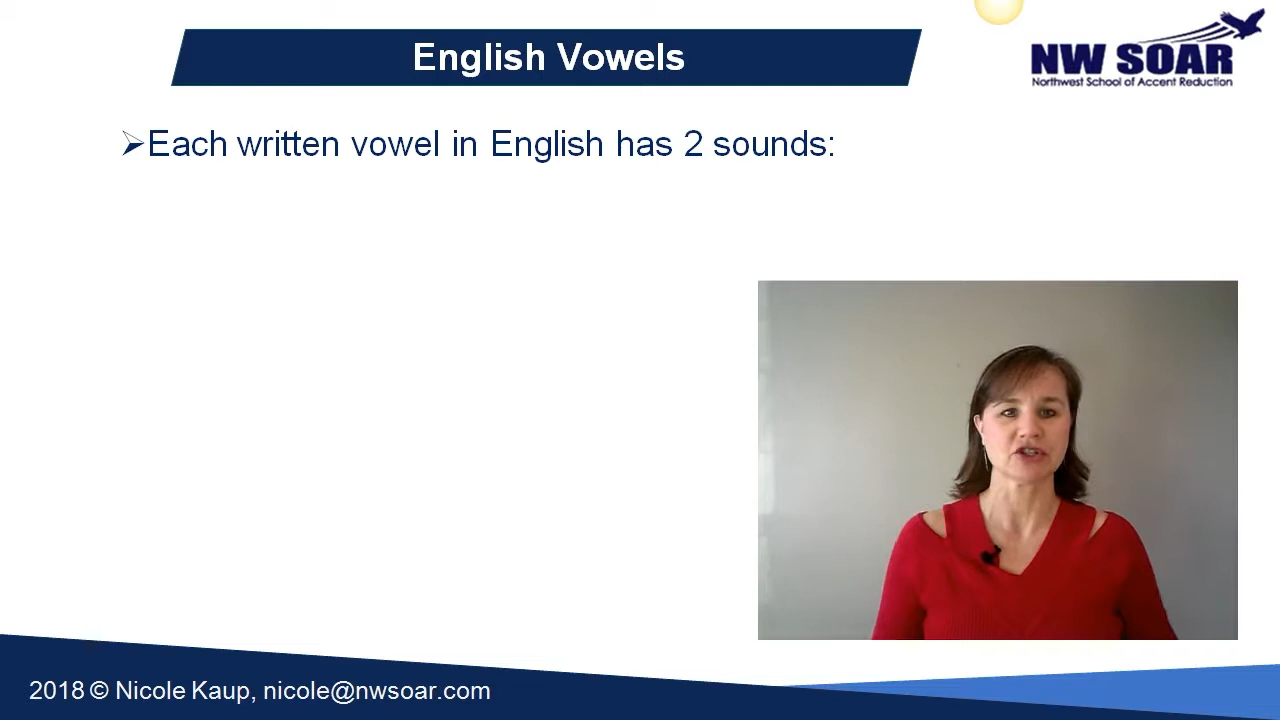 English Vowels
NW SOAR
Northwest School of Accent Reduction
Each written vowel in English has 2 sounds:
2018 © Nicole Kaup, nicole@nwsoar.com